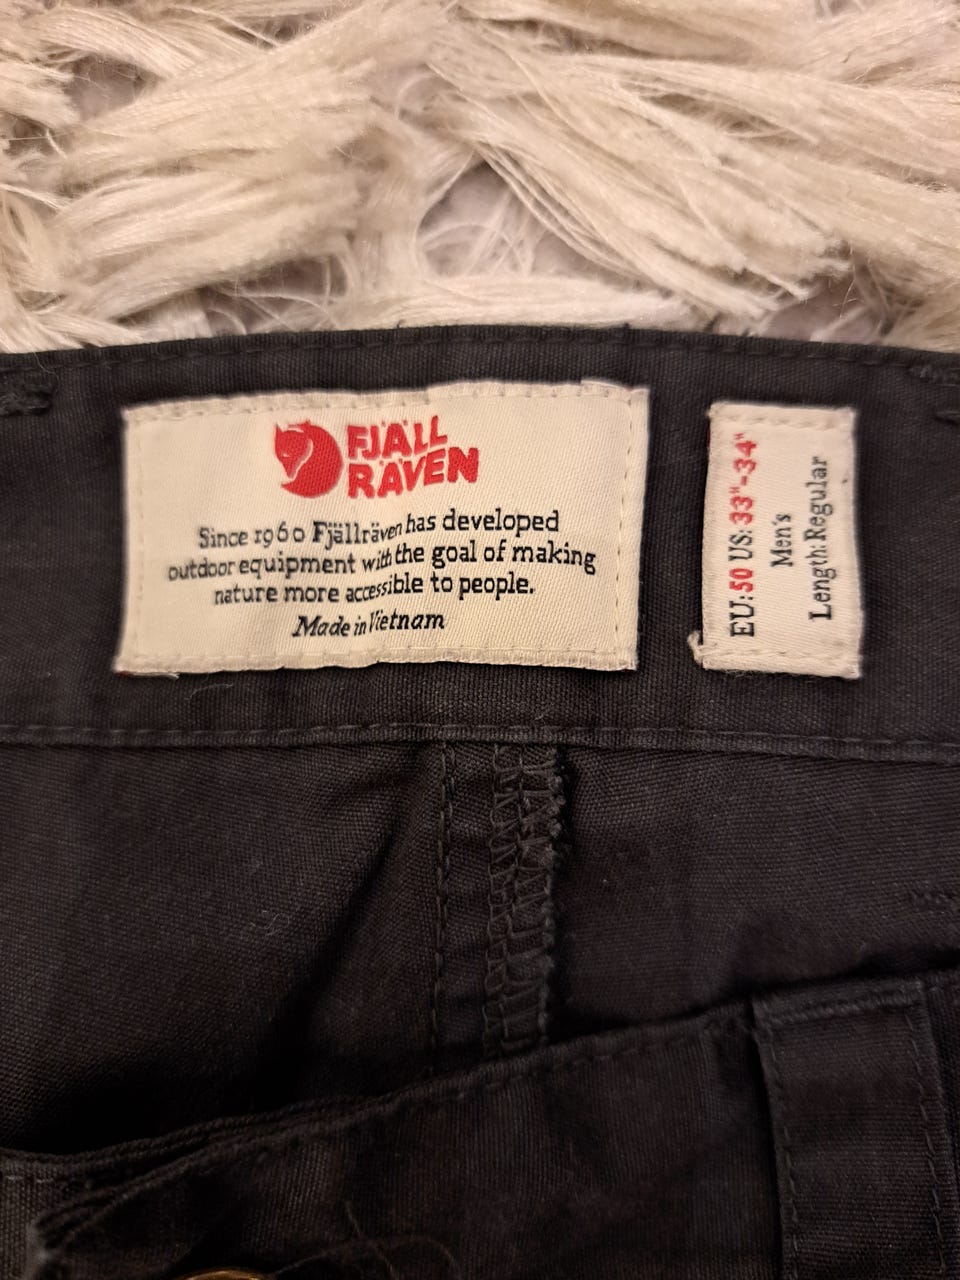 FJÄLL
RÄVEN
Since 1960 Fjällräven has developed
outdoor equipment with the goal of making
nature more accessible to people.
Made in Vietnam
EU: 50 US: 33"-34"
Men's
Length: Regular